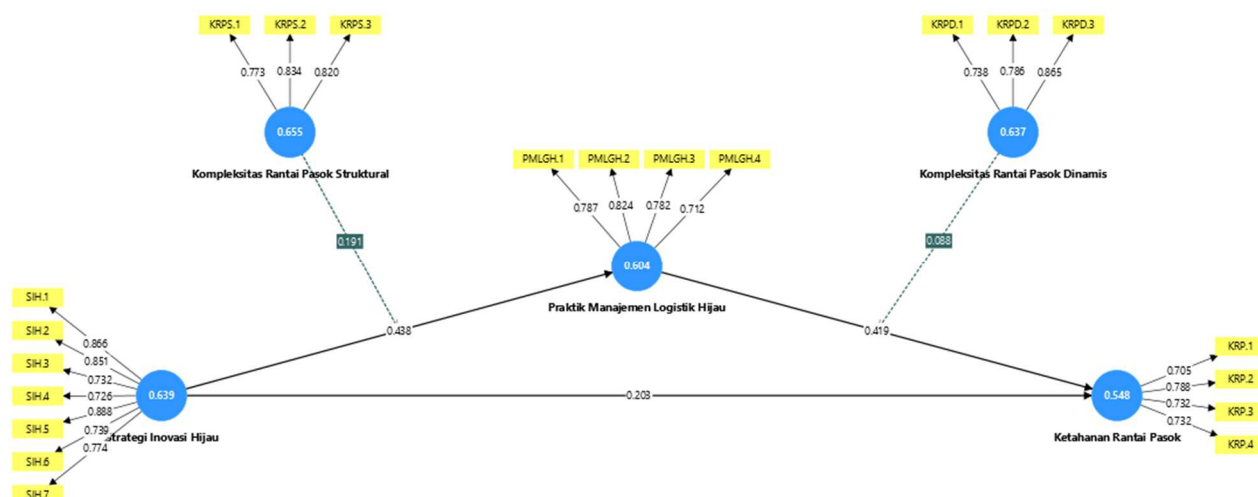 KRPS.1 KRPS.2 KRPS.3
0.773 0.834 0.820
0.655
Kompleksitas Rantai Pasok Struktural
KRPD.1 KRPD.2 KRPD.3
0.738 0.786 0.865
0.637
Kompleksitas Rantai Pasok Dinamis
PMLGH.1 PMLGH.2 PMLGH.3 PMLGH.4
0.787 0.824 0.782 0.712
0.604
Praktik Manajemen Logistik Hijau
0.191
0.088
0.438
0.419
0.203
SIH.1
SIH.2
SIH.3
SIH.4
SIH.5
SIH.6
SIH.7
0.866
0.851
0.732
0.726
0.888
0.739
0.774
0.639
Strategi Inovasi Hijau
0.548
Ketahanan Rantai Pasok
0.705
0.788
0.732
0.732
KRP.1
KRP.2
KRP.3
KRP.4